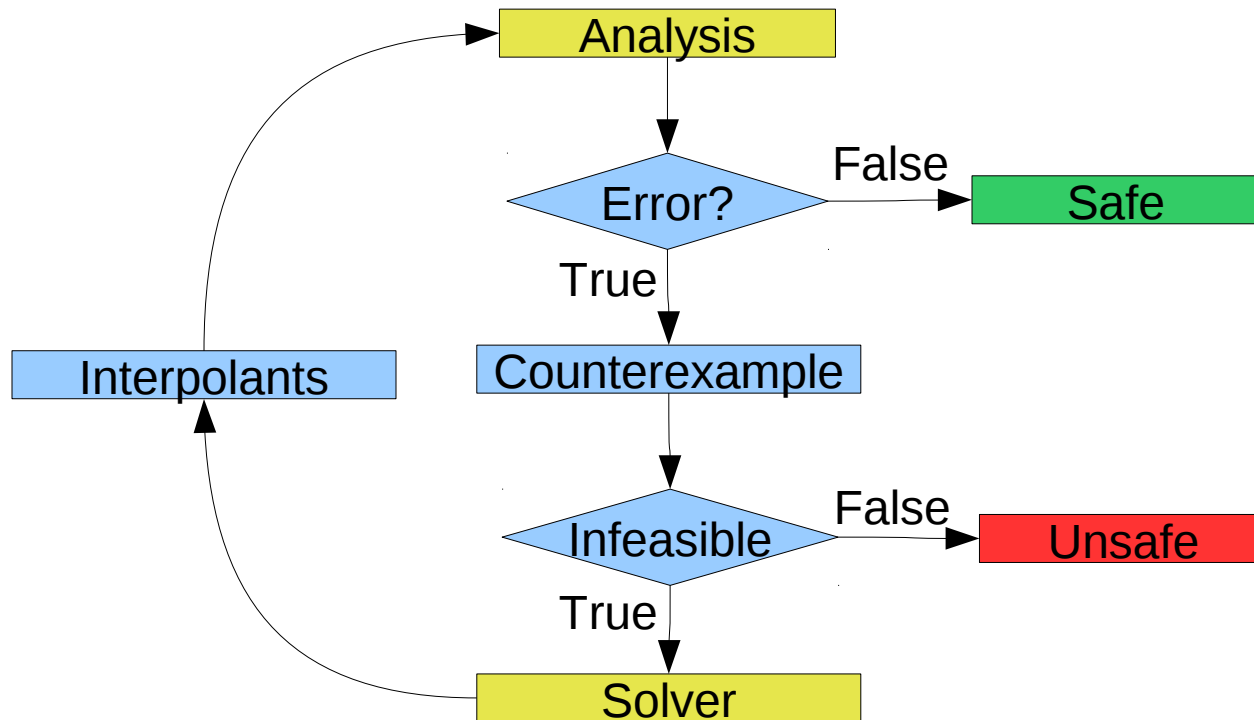 Analysis
False
Error?
Safe
True
Interpolants
Counterexample
False
Infeasible
Unsafe
True
Solver